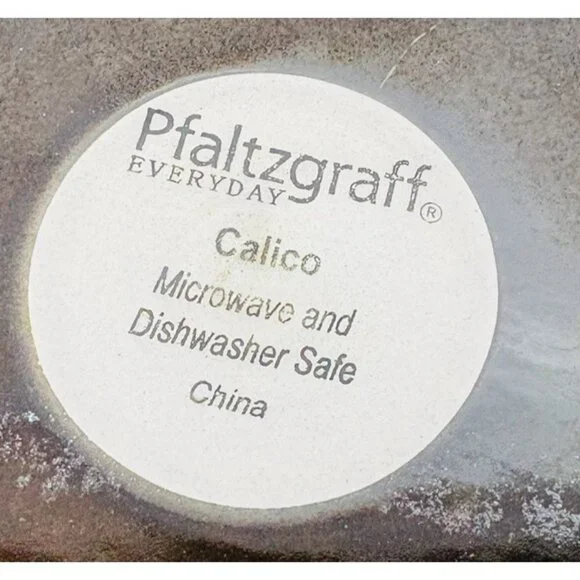 Pfaltzgraff®
EVERYDAY
Calico
Microwave and
Dishwasher Safe
China